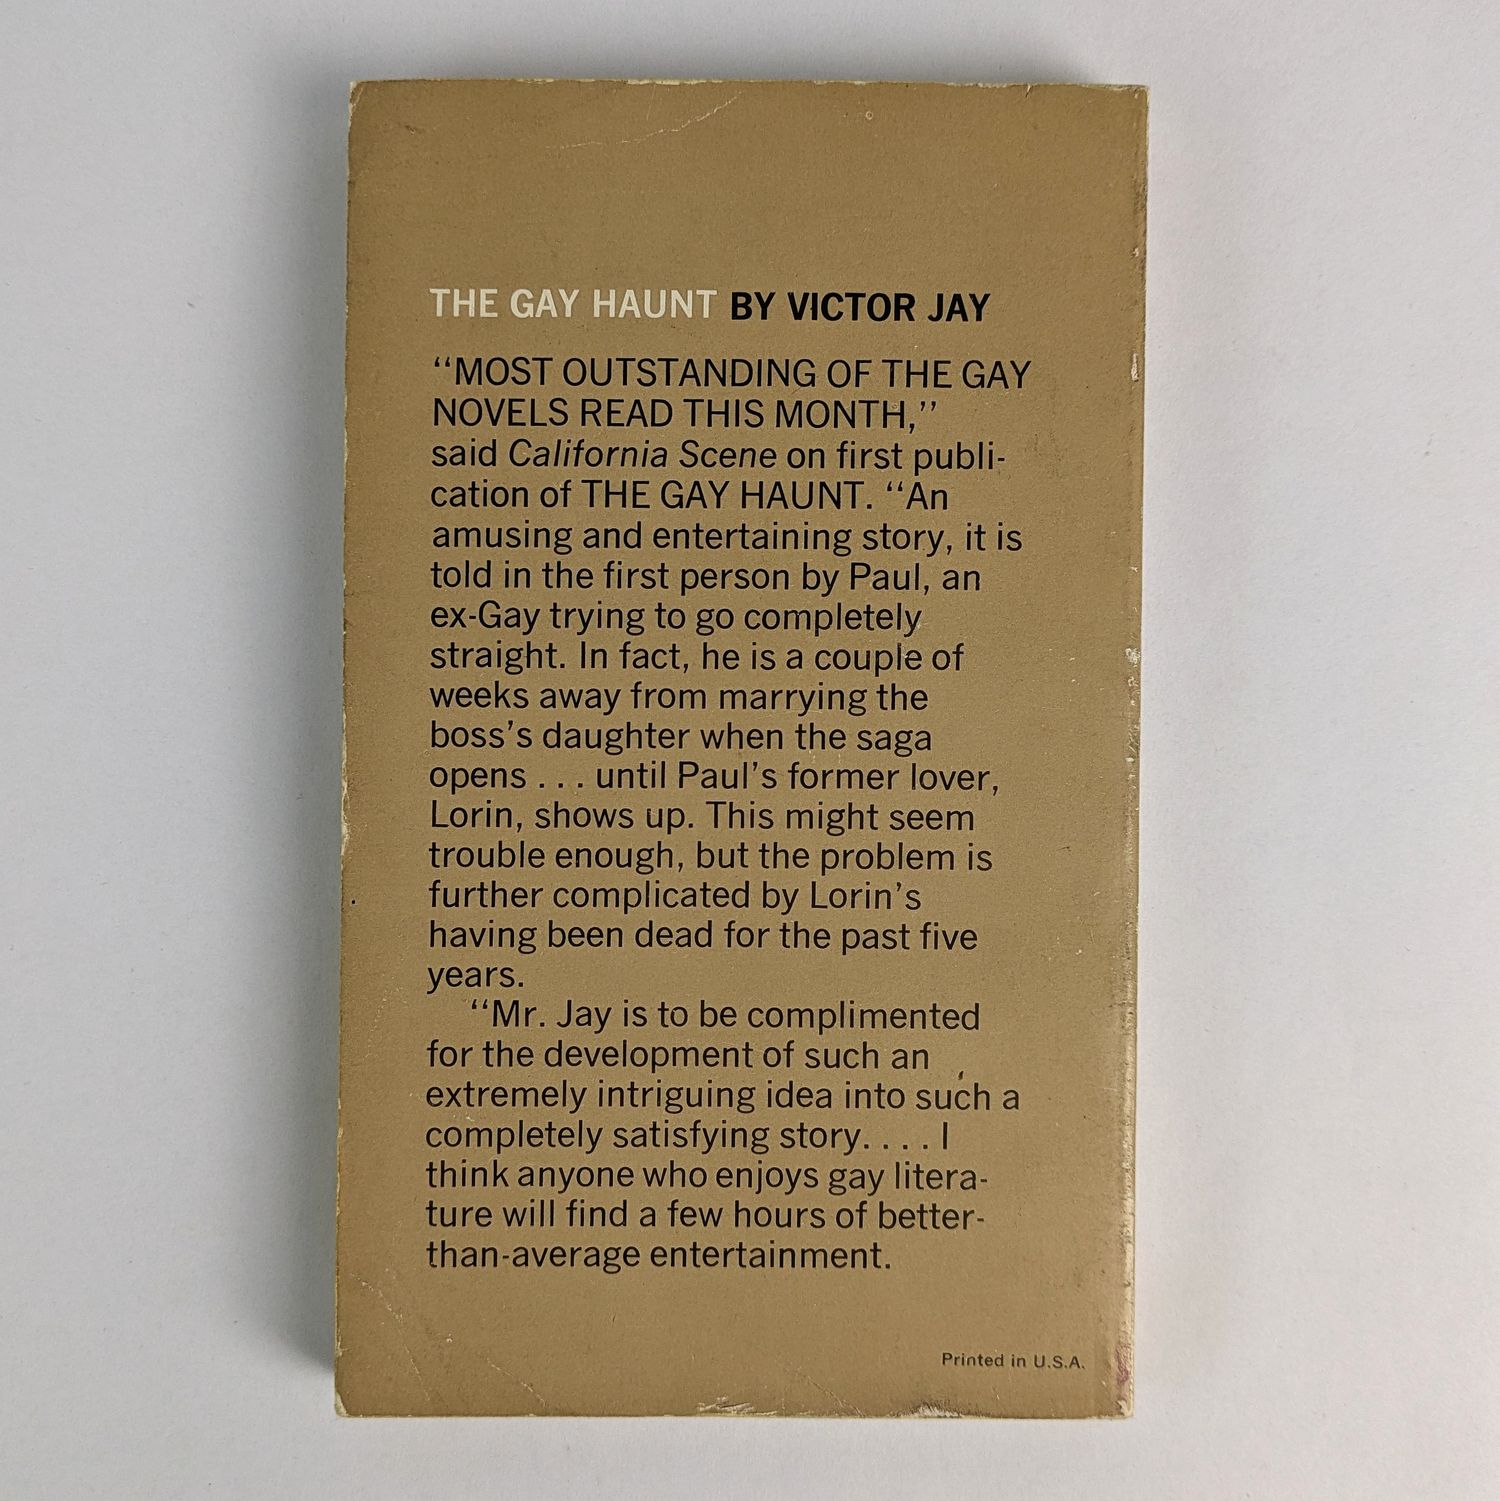 THE GAY HAUNT BY VICTOR JAY
“MOST OUTSTANDING OF THE GAY
NOVELS READ THIS MONTH,”
said California Scene on first publi-
cation of THE GAY HAUNT. “An
amusing and entertaining story, it is
told in the first person by Paul, an
ex-Gay trying to go completely
straight. In fact, he is a couple of
weeks away from marrying the
boss’s daughter when the saga
opens . . . until Paul’s former lover,
Lorin, shows up. This might seem
trouble enough, but the problem is
further complicated by Lorin’s
having been dead for the past five
years.
“Mr. Jay is to be complimented
for the development of such an
extremely intriguing idea into such a
completely satisfying story. . . . I
think anyone who enjoys gay litera-
ture will find a few hours of better-
than-average entertainment.
Printed in U.S.A.